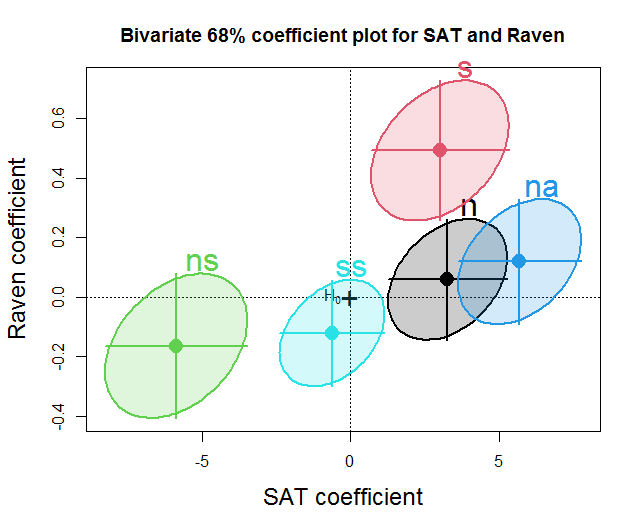 Bivariate 68% coefficient plot for SAT and Raven
s
na
n
ns
ss
H0
0.6
0.4
0.2
0.0
-0.2
-0.4
Raven coefficient
-5
0
5
SAT coefficient